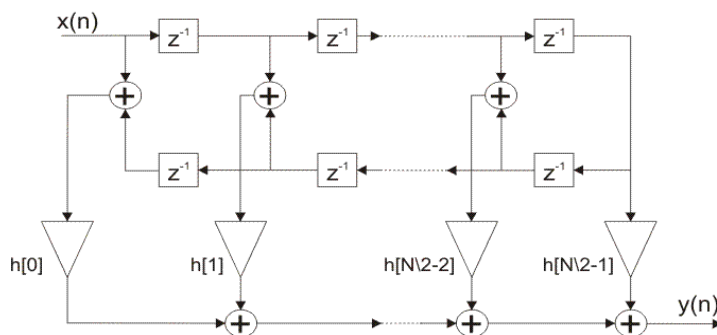 x(n)
z⁻¹ z⁻¹ z⁻¹
+ + +
z⁻¹ z⁻¹ z⁻¹
h[0] h[1] h[N\2-2] h[N\2-1]
+ + + y(n)